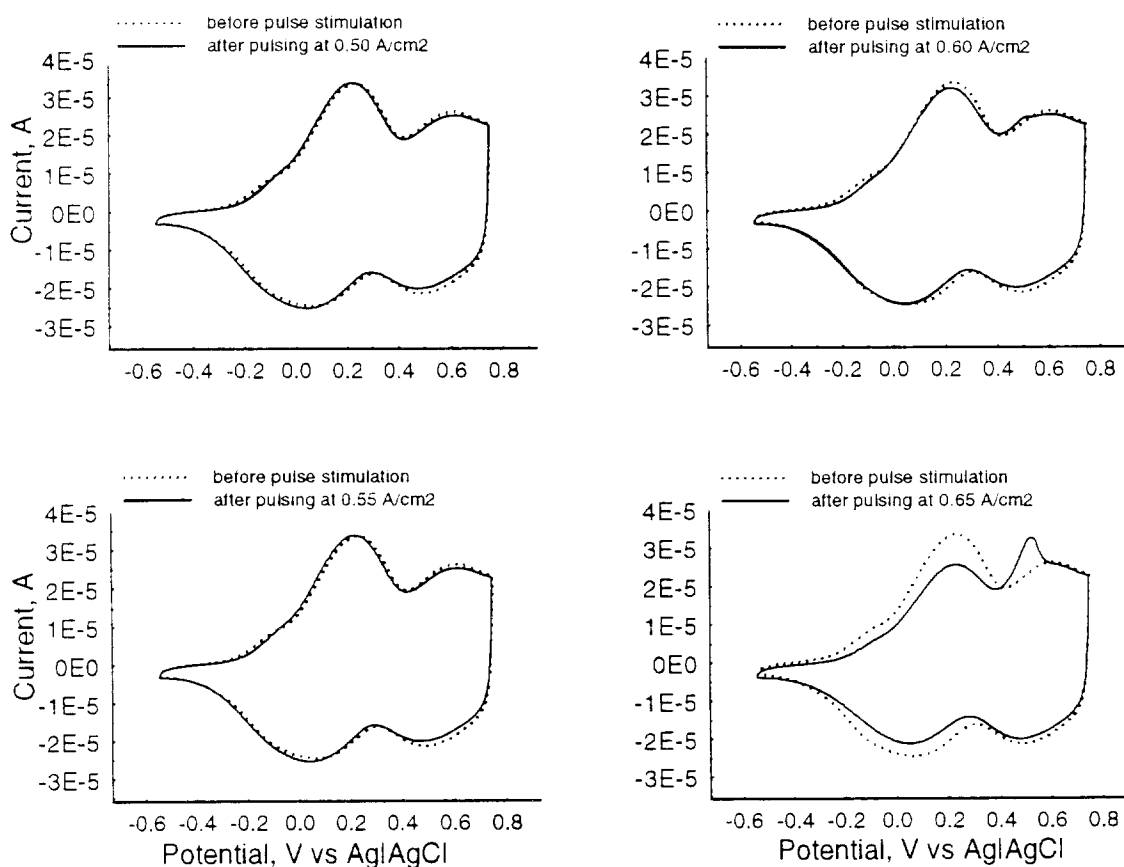 before pulse stimulation
after pulsing at 0.50 A/cm2
4E-5
3E-5
2E-5
1E-5
0E0
-1E-5
-2E-5
-3E-5
Current, A
-0.6 -0.4 -0.2 0.0 0.2 0.4 0.6 0.8
before pulse stimulation
after pulsing at 0.60 A/cm2
4E-5
3E-5
2E-5
1E-5
0E0
-1E-5
-2E-5
-3E-5
-0.6 -0.4 -0.2 0.0 0.2 0.4 0.6 0.8
before pulse stimulation
after pulsing at 0.55 A/cm2
4E-5
3E-5
2E-5
1E-5
0E0
-1E-5
-2E-5
-3E-5
Current, A
-0.6 -0.4 -0.2 0.0 0.2 0.4 0.6 0.8
Potential, V vs Ag|AgCl
before pulse stimulation
after pulsing at 0.65 A/cm2
4E-5
3E-5
2E-5
1E-5
0E0
-1E-5
-2E-5
-3E-5
-0.6 -0.4 -0.2 0.0 0.2 0.4 0.6 0.8
Potential, V vs Ag|AgCl